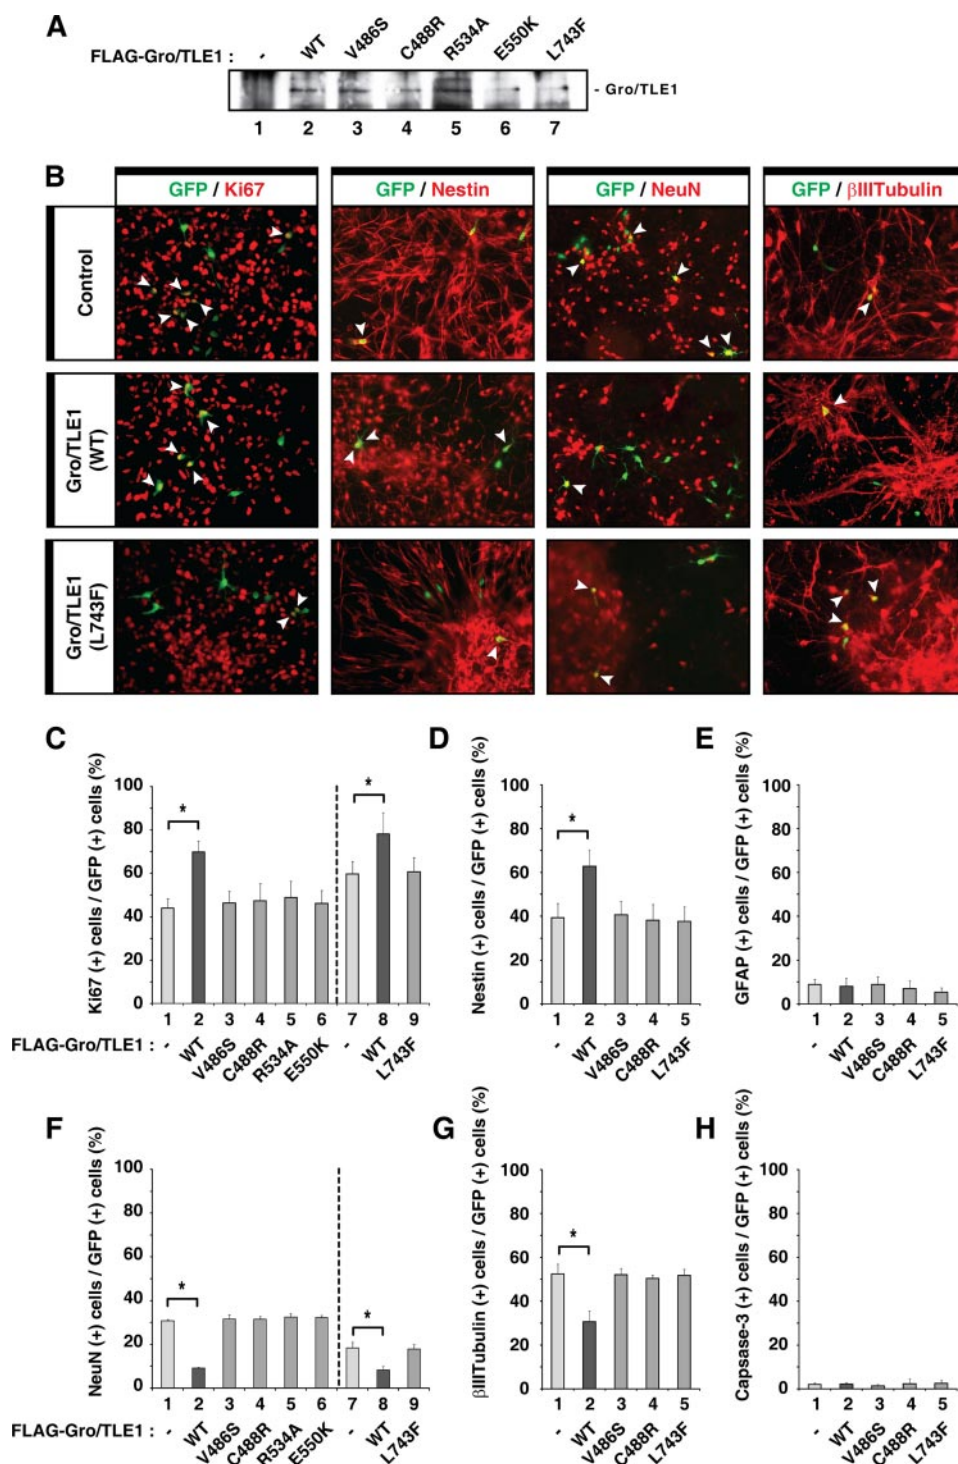 A
FLAG-Gro/TLE1 : - WT V486S C488R R534A E550K L743F
- Gro/TLE1
1 2 3 4 5 6 7
B
GFP / Ki67 GFP / Nestin GFP / NeuN GFP / βIIITubulin
Control
Gro/TLE1 (WT)
Gro/TLE1 (L743F)
C
Ki67 (+) cells / GFP (+) cells (%)
100
80
60
40
20
0
* *
1 2 3 4 5 6 7 8 9
FLAG-Gro/TLE1 : - WT V486S C488R R534A E550K - WT L743F
D
Nestin (+) cells / GFP (+) cells (%)
100
80
60
40
20
0
*
1 2 3 4 5
- WT V486S C488R L743F
E
GFAP (+) cells / GFP (+) cells (%)
100
80
60
40
20
0
1 2 3 4 5
- WT V486S C488R L743F
F
NeuN (+) cells / GFP (+) cells (%)
100
80
60
40
20
0
* *
1 2 3 4 5 6 7 8 9
FLAG-Gro/TLE1 : - WT V486S C488R R534A E550K - WT L743F
G
βIIITubulin (+) cells / GFP (+) cells (%)
100
80
60
40
20
0
*
1 2 3 4 5
- WT V486S C488R L743F
H
Capsase-3 (+) cells / GFP (+) cells (%)
100
80
60
40
20
0
1 2 3 4 5
- WT V486S C488R L743F